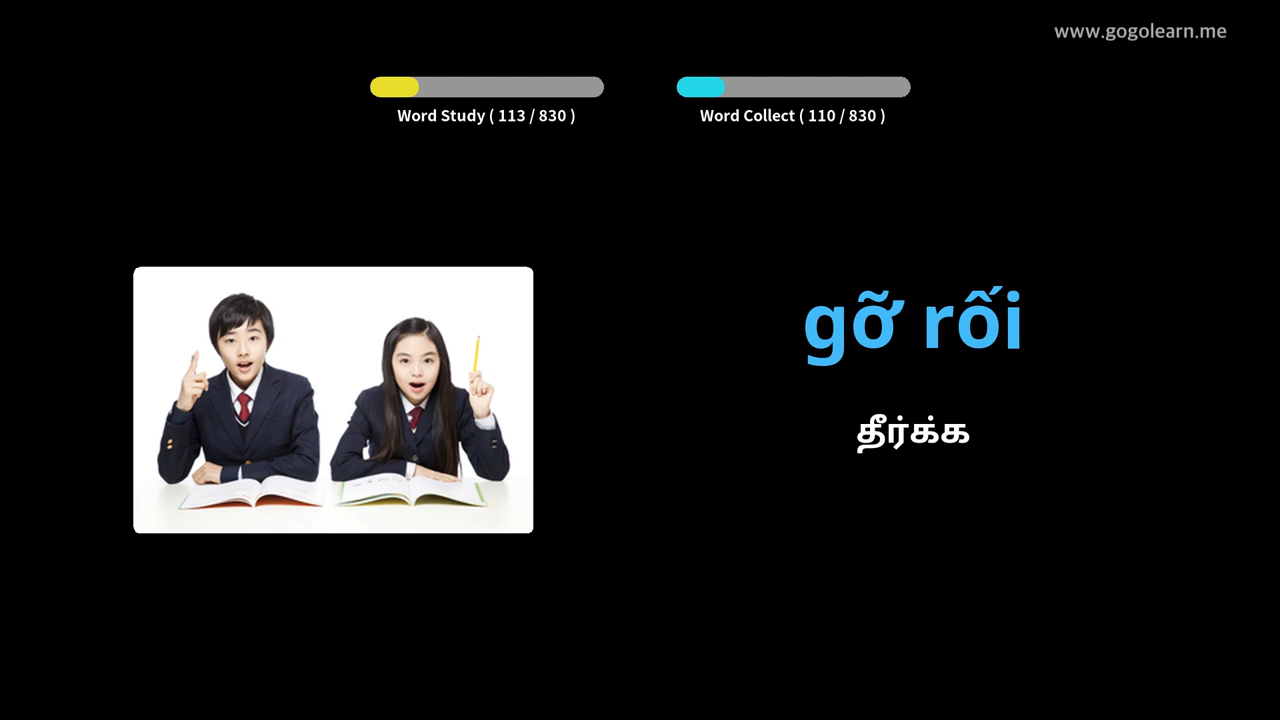 www.gogolearn.me
Word Study ( 113 / 830 )
Word Collect ( 110 / 830 )
gỡ rối
தீர்க்க